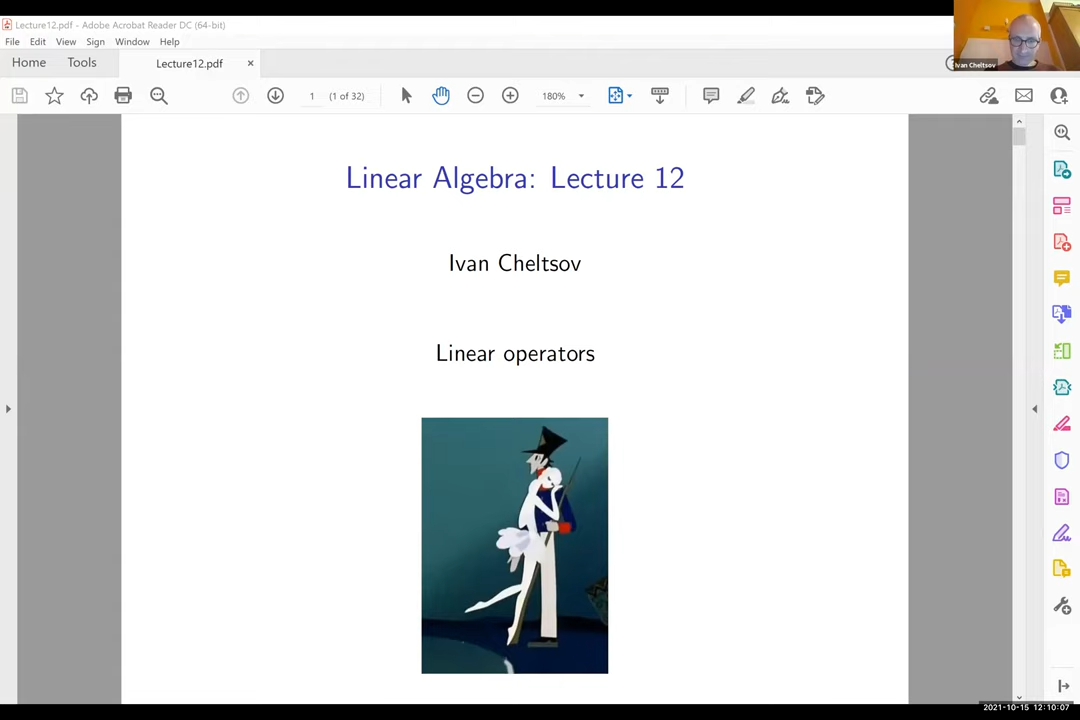 Lecture12.pdf - Adobe Acrobat Reader DC (64-bit)
File Edit View Sign Window Help
Home Tools Lecture12.pdf ×
1 (1 of 32) 180%
Ivan Cheltsov
Linear Algebra: Lecture 12
Ivan Cheltsov
Linear operators
2021-10-15 12:10:07